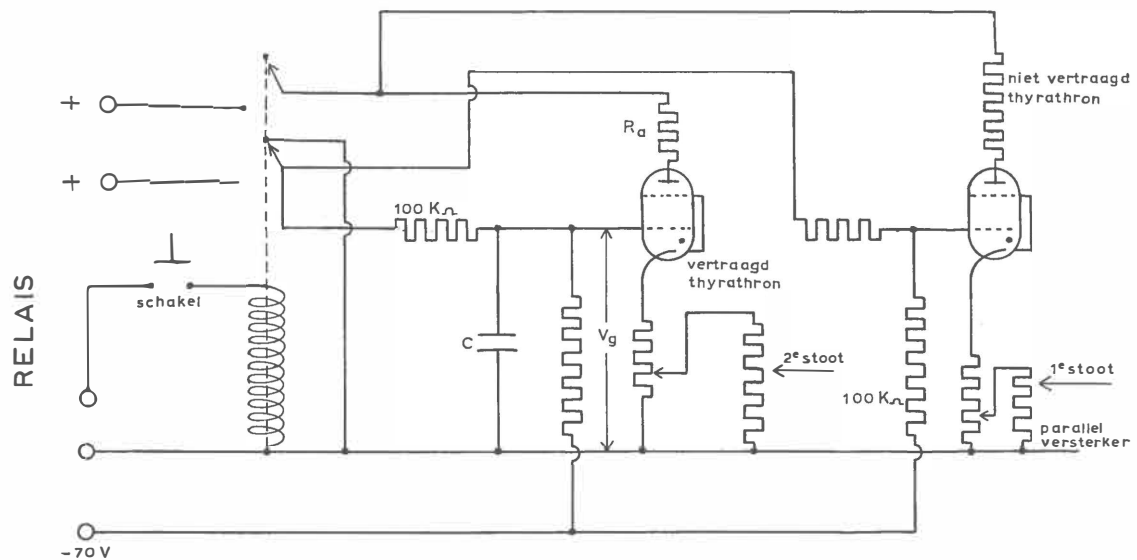 niet vertraagd
thyrathron
+
Ra
+
100 KΩ
vertraagd
thyrathron
schakel
RELAIS
C
Vg
2e stoot
1e stoot
100 KΩ
parallel
versterker
-70 V